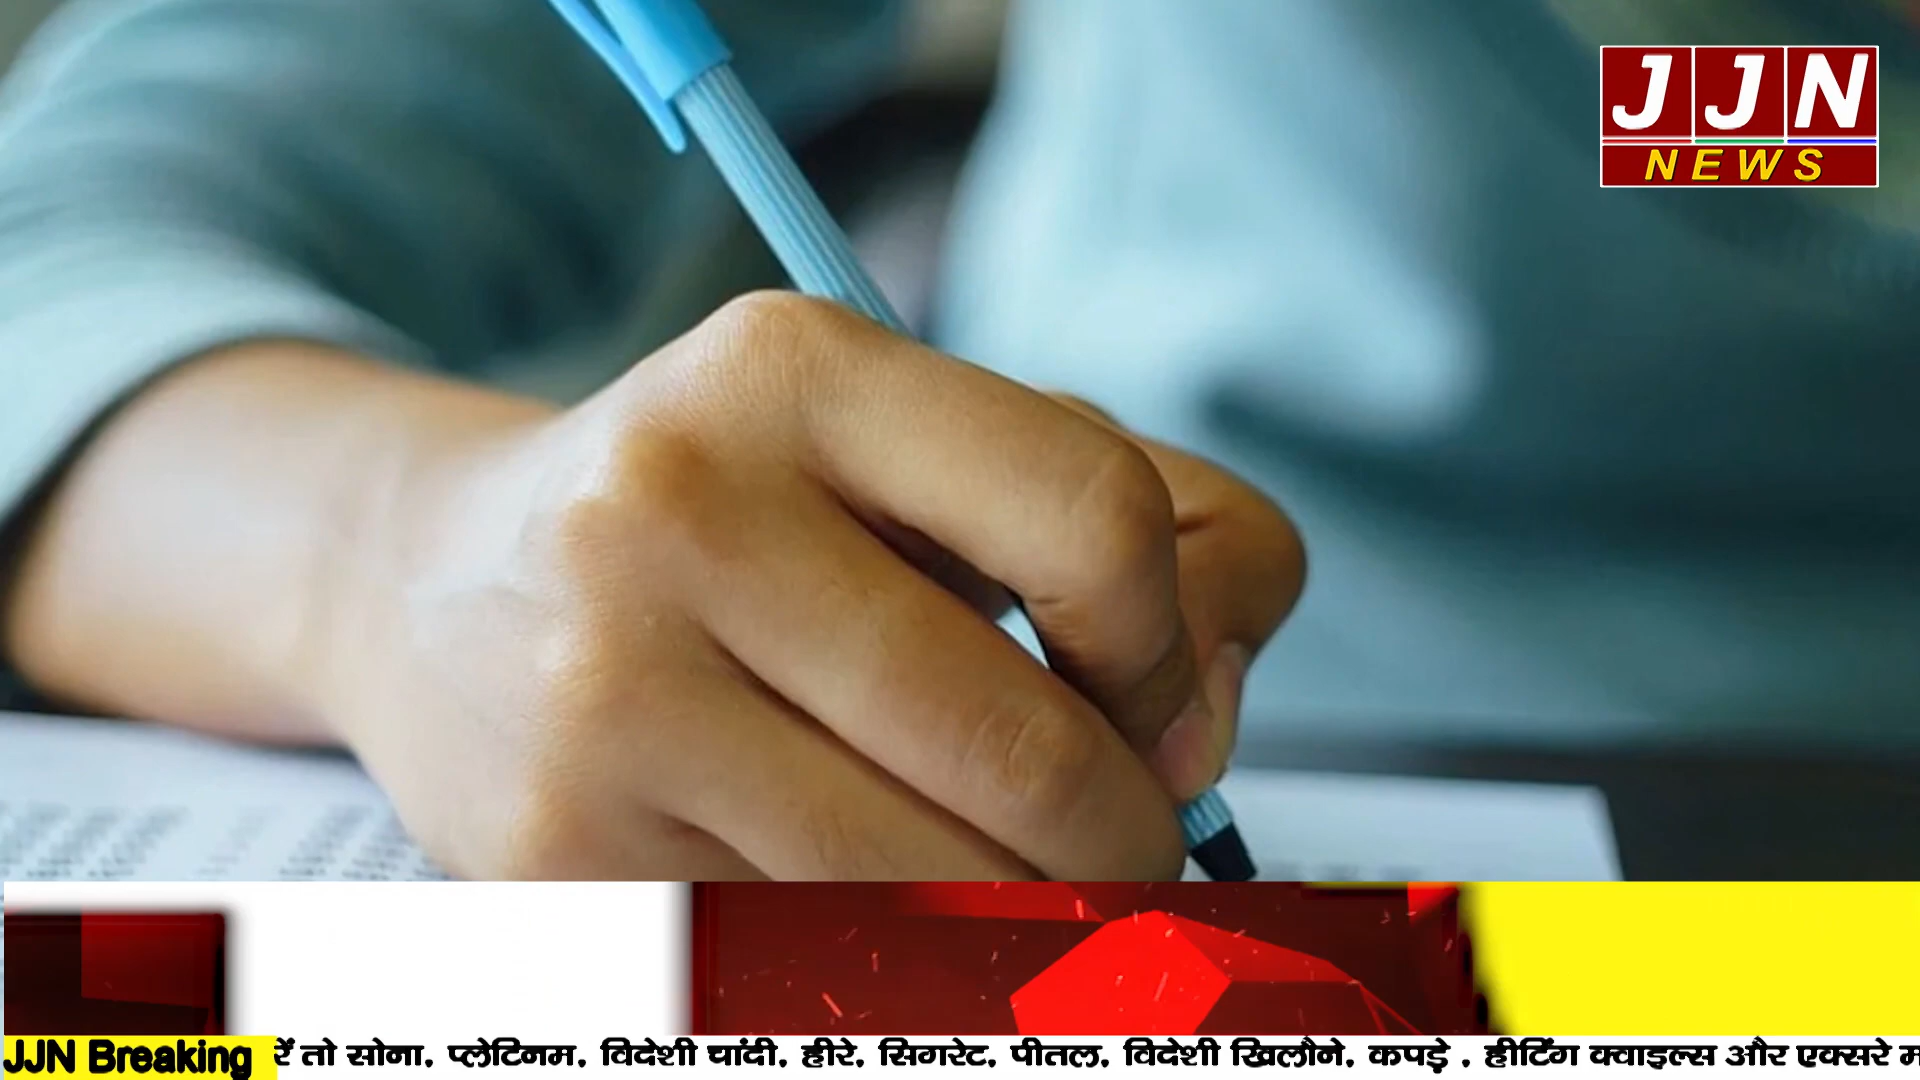 JJN
NEWS
JJN Breaking
रें तो सोना, प्लेटिनम, विदेशी चांदी, हीरे, सिगरेट, पीतल, विदेशी खिलौने, कपड़े , हीटिंग क्वाइल्स और एक्सरे म